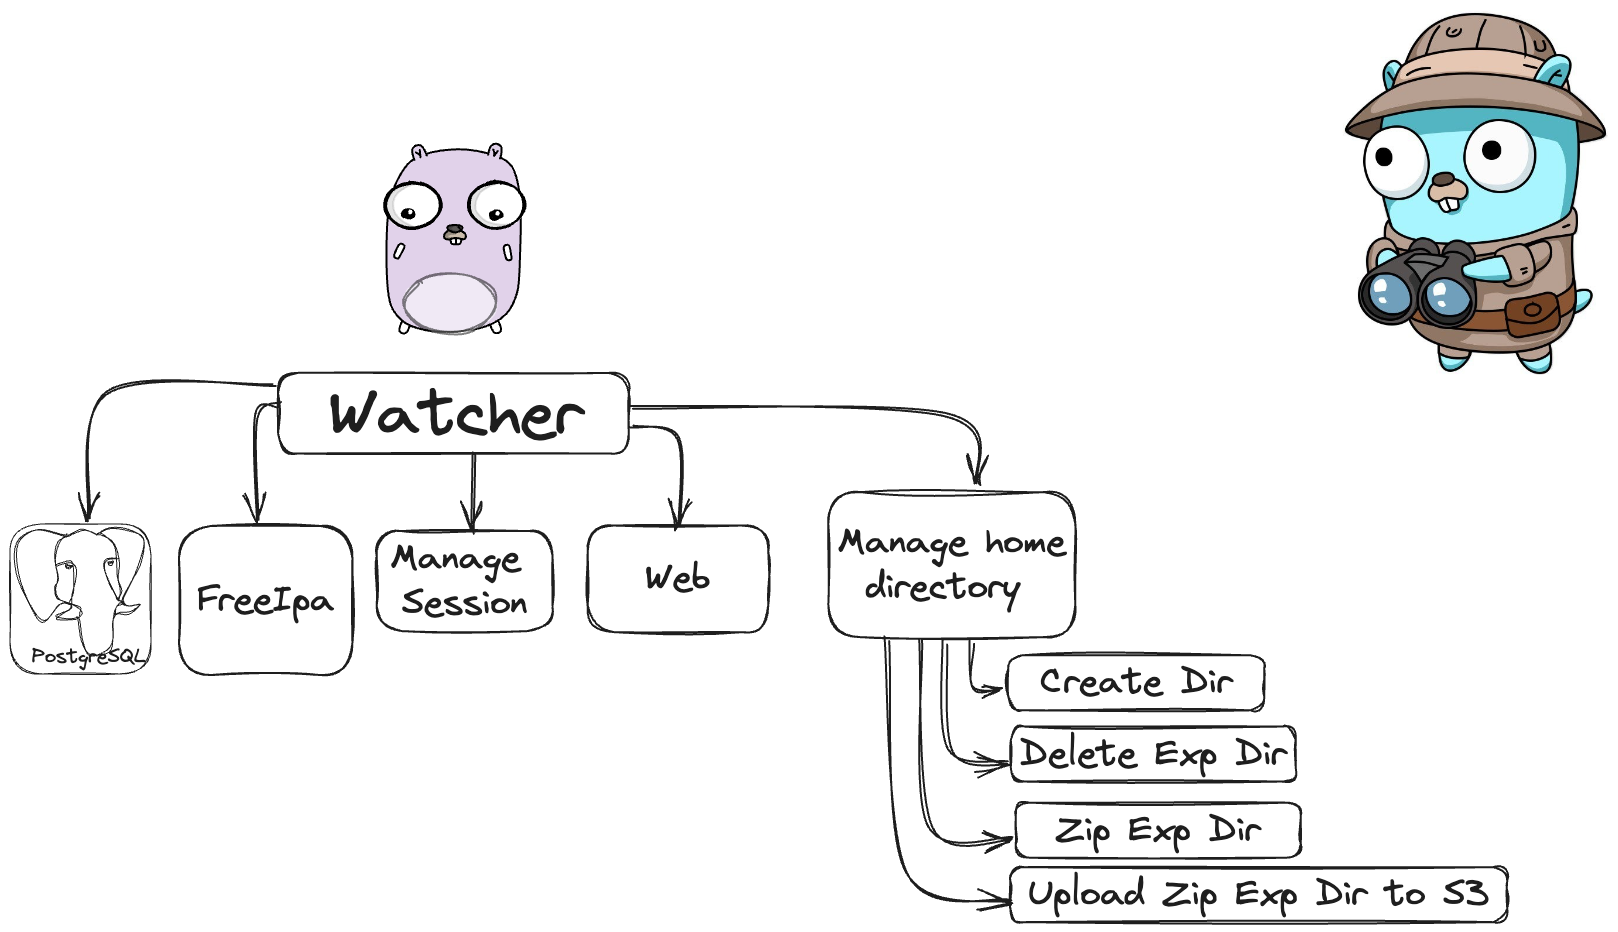 Watcher
PostgreSQL
FreeIpa
Manage
Session
Web
Manage home
directory
Create Dir
Delete Exp Dir
Zip Exp Dir
Upload Zip Exp Dir to S3